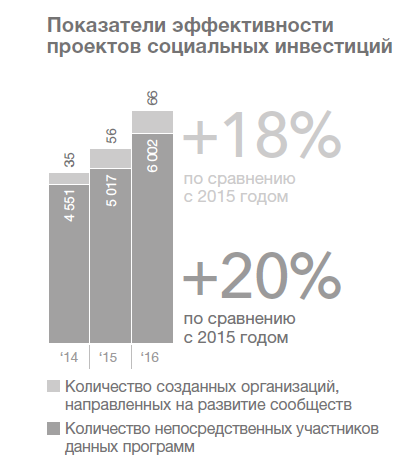 Показатели эффективности
проектов социальных инвестиций
35
56
66
4 551
5 017
6 002
+18%
по сравнению
с 2015 годом
+20%
по сравнению
с 2015 годом
‘14
‘15
‘16
Количество созданных организаций,
направленных на развитие сообществ
Количество непосредственных участников
данных программ